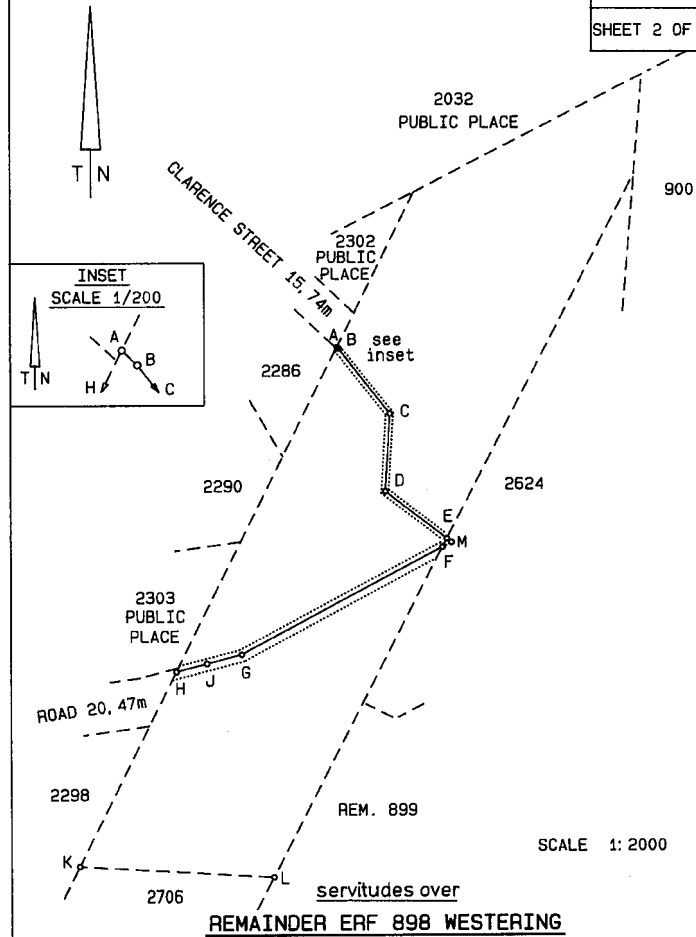 SHEET 2 OF
T N
2032
PUBLIC PLACE
900
CLARENCE STREET 15,74m
2302
PUBLIC
PLACE
INSET
SCALE 1/200
A
B
T N
H
C
A B see
inset
2286
C
2290
D
2624
E
M
F
2303
PUBLIC
PLACE
G
J
H
ROAD 20,47m
2298
REM. 899
SCALE 1:2000
K
L
2706
servitudes over
REMAINDER ERF 898 WESTERING